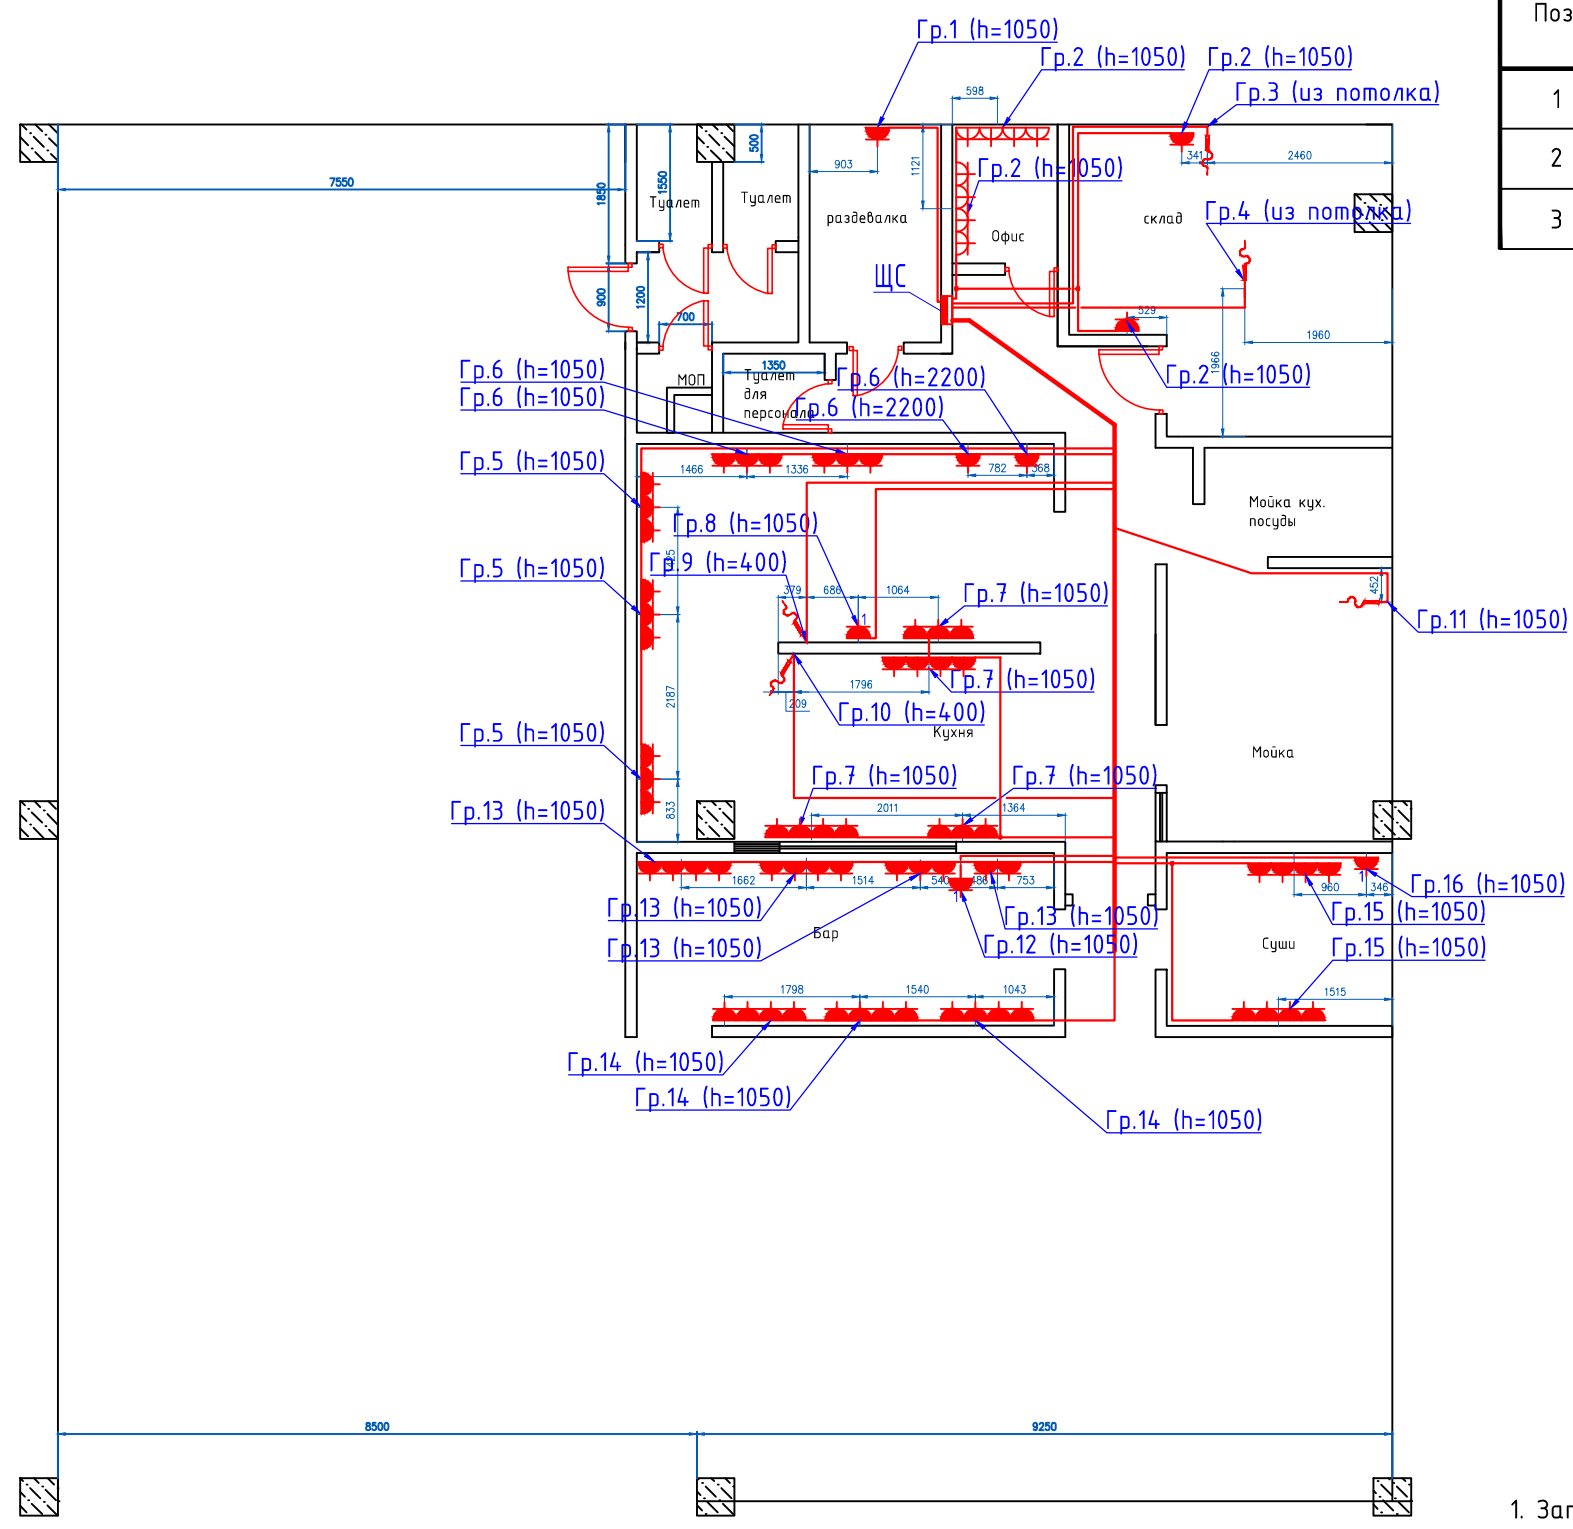 Поз
Гр.1 (h=1050)
Гр.2 (h=1050)
Гр.2 (h=1050)
Гр.3 (из потолка)
1
598
500
903
1121
341
2460
2
7550
1850
1550
Гр.2 (h=1050)
Туалет
Туалет
раздевалка
Офис
склад
Гр.4 (из потолка)
3
ЩС
900
1200
700
529
1960
1966
1350
МОП
Туалет
для
персонала
Гр.6 (h=1050)
Гр.6 (h=2200)
Гр.2 (h=1050)
Гр.6 (h=1050)
Гр.6 (h=2200)
Гр.5 (h=1050)
1466
1336
782
368
Мойка кух.
посуды
Гр.8 (h=1050)
Гр.9 (h=400)
Гр.5 (h=1050)
379
686
1064
Гр.7 (h=1050)
452
1
Гр.11 (h=1050)
1796
Гр.7 (h=1050)
209
2187
Гр.10 (h=400)
Гр.5 (h=1050)
Кухня
Мойка
Гр.7 (h=1050)
Гр.7 (h=1050)
Гр.13 (h=1050)
833
2011
1364
1662
1514
540
486
753
1
960
346
1
Гр.16 (h=1050)
Гр.13 (h=1050)
Гр.13 (h=1050)
Гр.15 (h=1050)
Бар
Гр.13 (h=1050)
Гр.12 (h=1050)
Суши
Гр.15 (h=1050)
1798
1540
1043
1515
Гр.14 (h=1050)
Гр.14 (h=1050)
Гр.14 (h=1050)
8500
9250